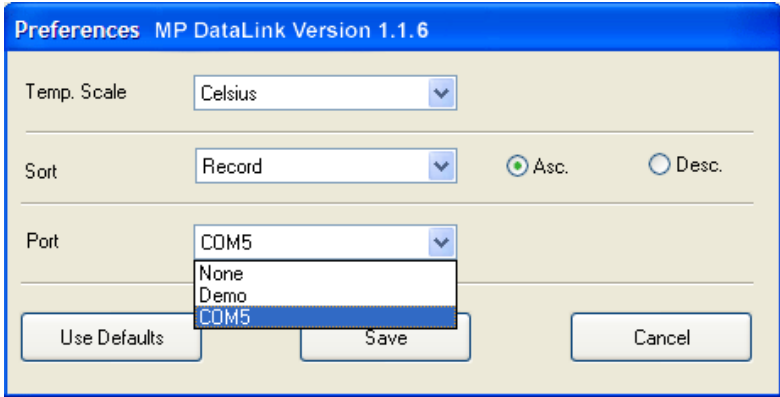 Preferences MP DataLink Version 1.1.6
Temp. Scale Celsius
Sort Record Asc. Desc.
Port COM5
None
Demo
COM5
Use Defaults Save Cancel